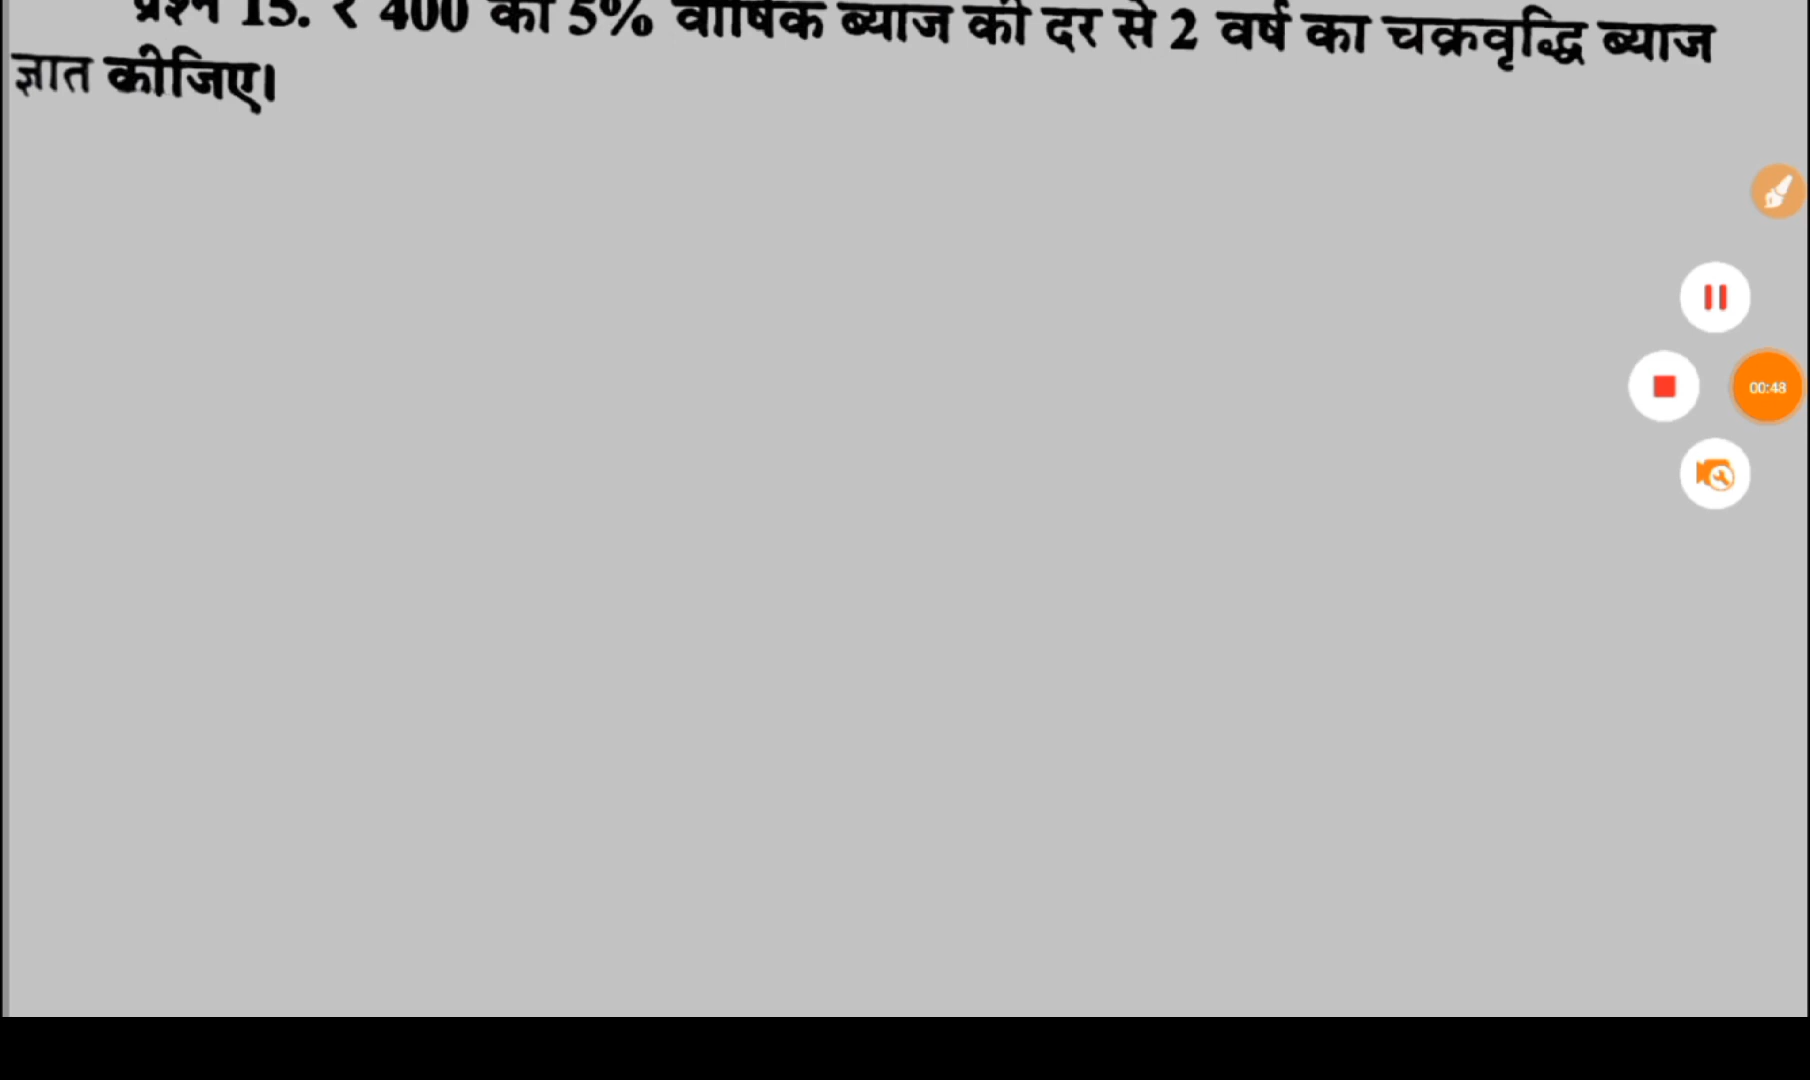 प्रश्न 15. ₹ 400 का 5% वार्षिक ब्याज की दर से 2 वर्ष का चक्रवृद्धि ब्याज
ज्ञात कीजिए।
00:48